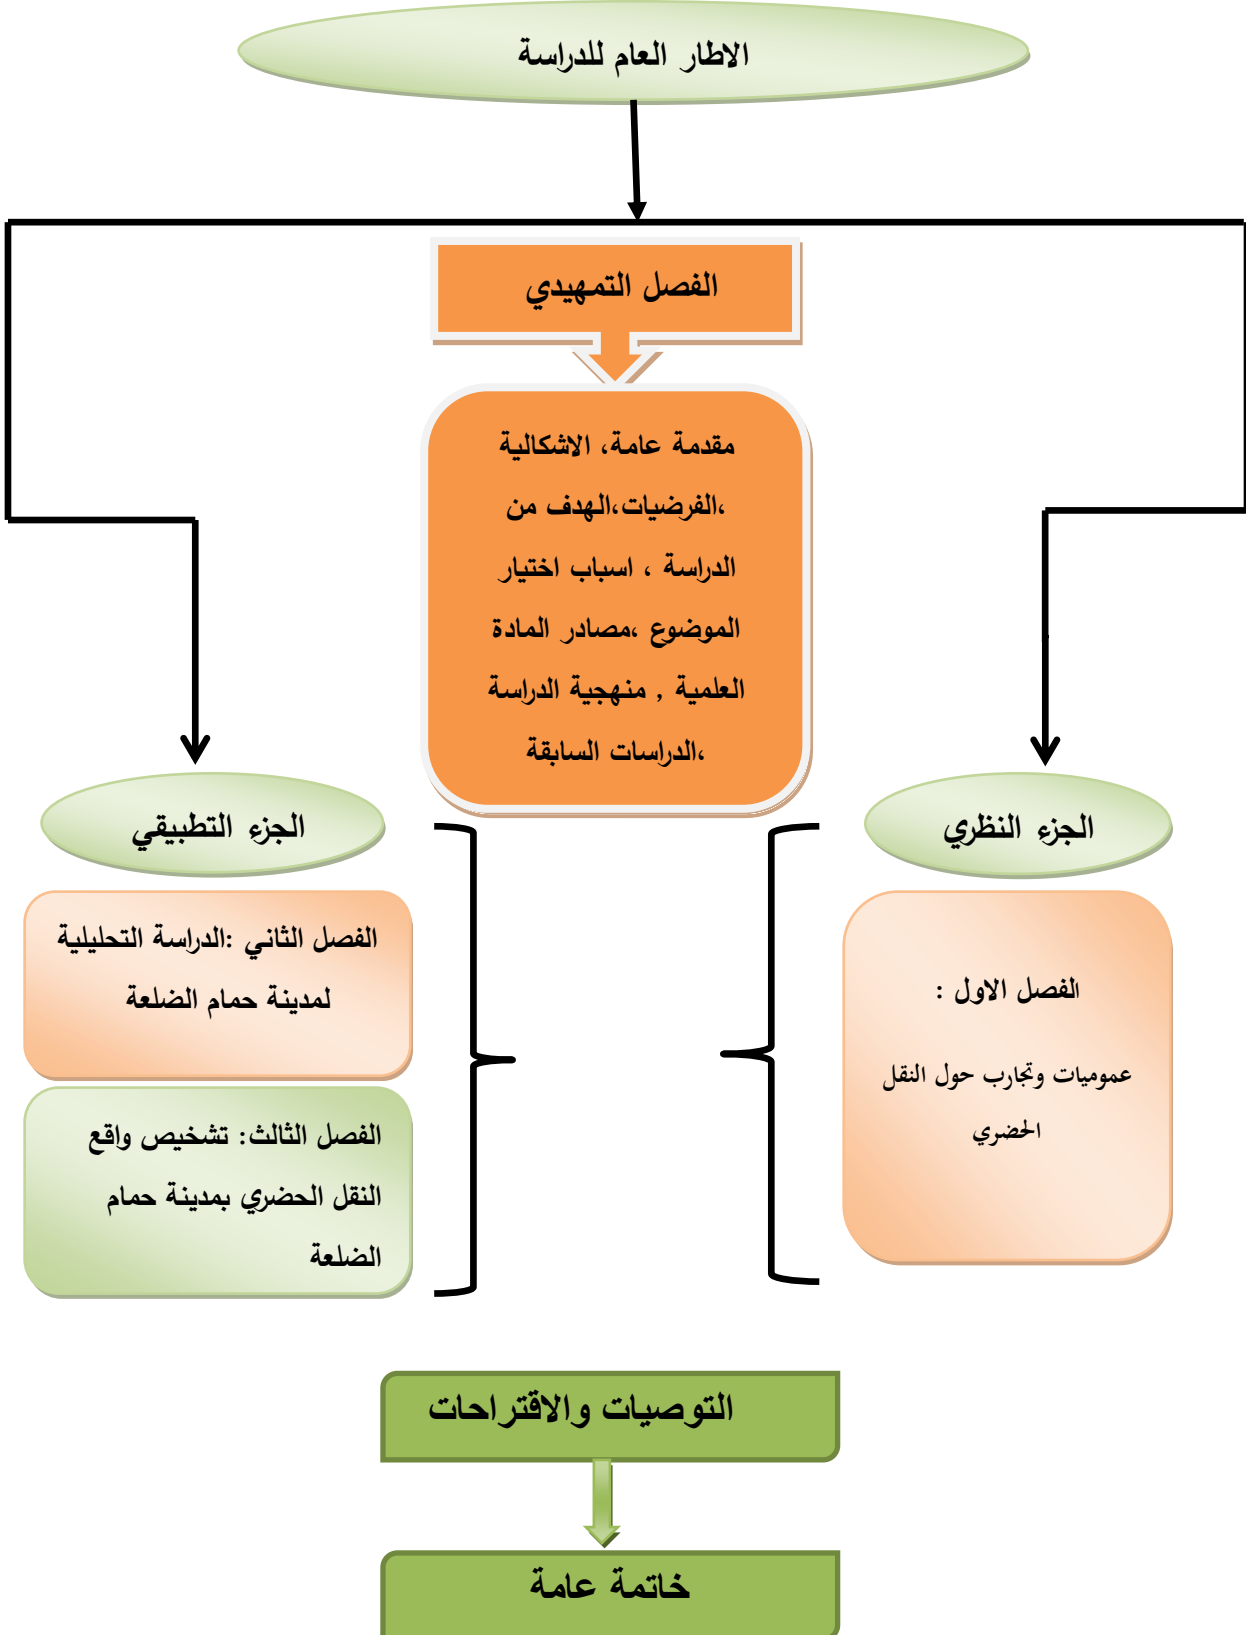 الاطار العام للدراسة
الفصل التمهيدي
مقدمة عامة، الاشكالية
،الفرضيات،الهدف من
الدراسة ، اسباب اختيار
الموضوع ،مصادر المادة
العلمية , منهجية الدراسة
،الدراسات السابقة
الجزء النظري
الفصل الاول :
عموميات وتجارب حول النقل
الحضري
الجزء التطبيقي
الفصل الثاني :الدراسة التحليلية
لمدينة حمام الضلعة
الفصل الثالث: تشخيص واقع
النقل الحضري بمدينة حمام
الضلعة
التوصيات والاقتراحات
خاتمة عامة